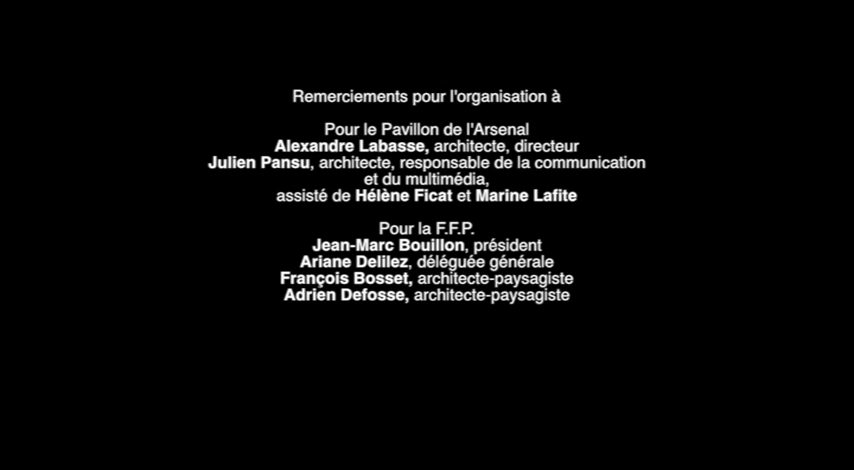 Remerciements pour l'organisation à
Pour le Pavillon de l'Arsenal
Alexandre Labasse, architecte, directeur
Julien Pansu, architecte, responsable de la communication
et du multimédia,
assisté de Hélène Ficat et Marine Lafite
Pour la F.F.P.
Jean-Marc Bouillon, président
Ariane Delilez, déléguée générale
François Bosset, architecte-paysagiste
Adrien Defosse, architecte-paysagiste